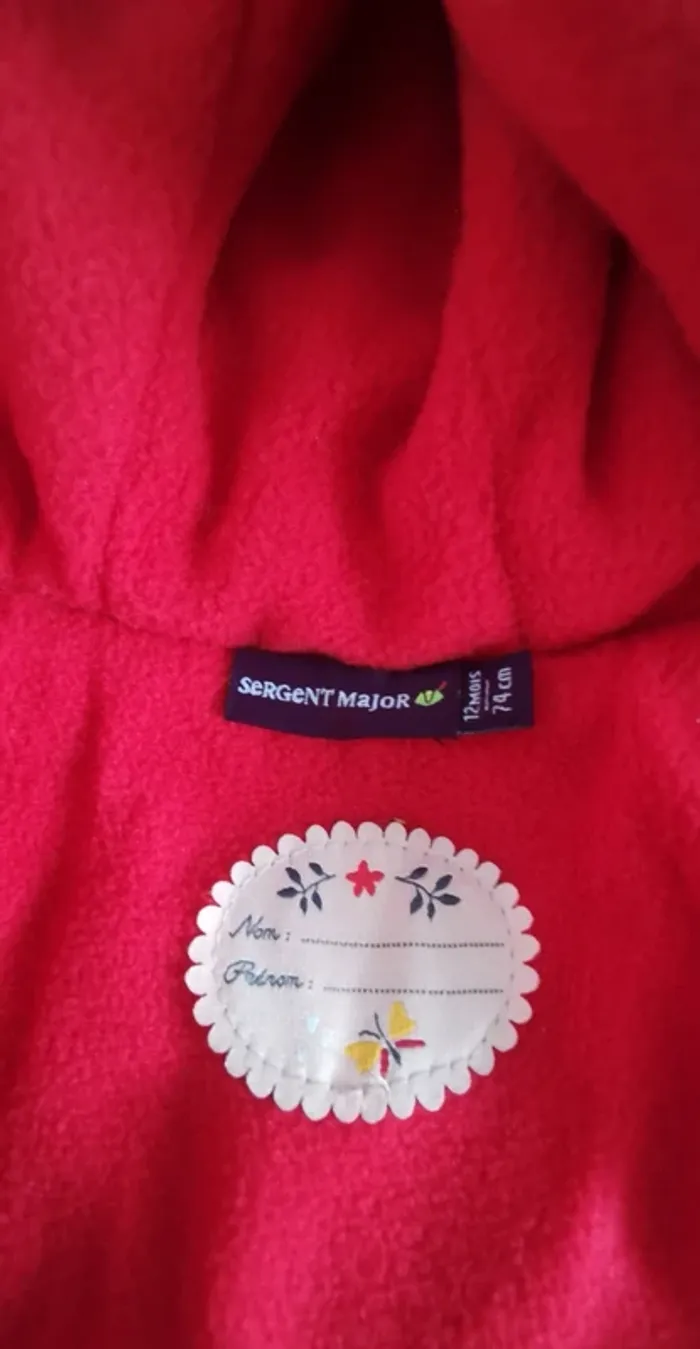 SeRGeNT MajoR
12 MOIS
74 cm
Nom :
Prénom :